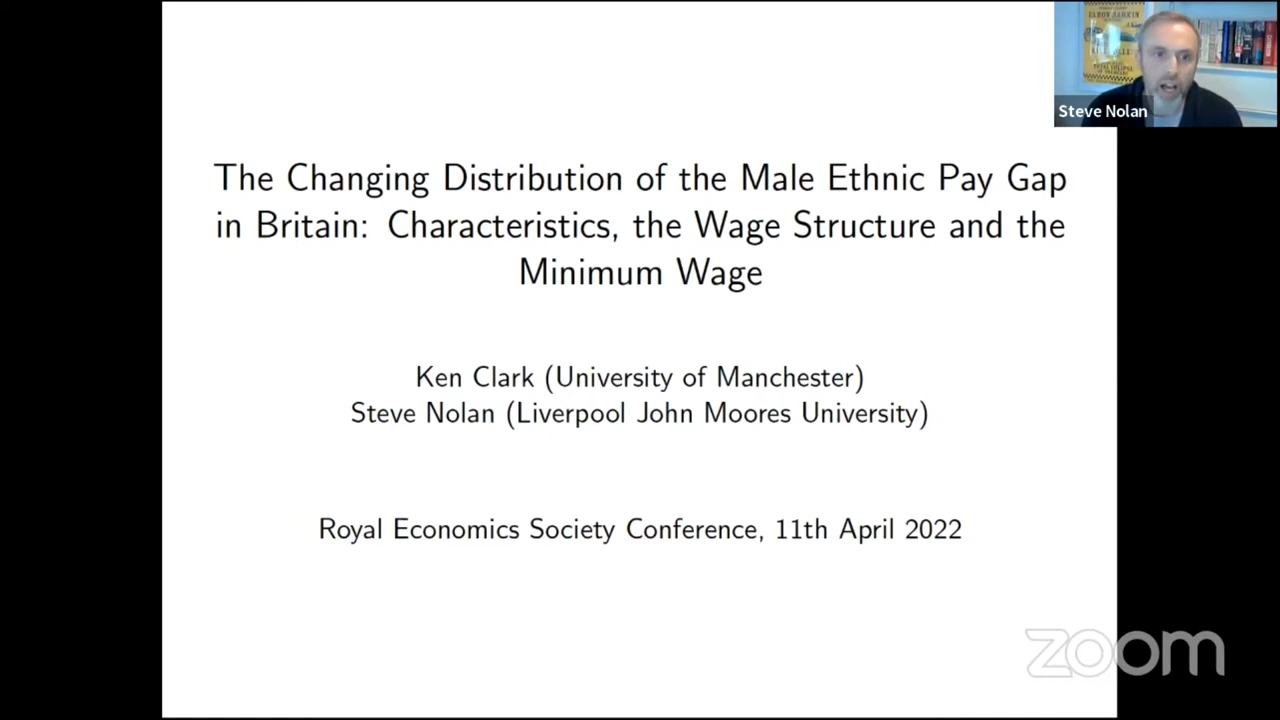 The Changing Distribution of the Male Ethnic Pay Gap
in Britain: Characteristics, the Wage Structure and the
Minimum Wage
Ken Clark (University of Manchester)
Steve Nolan (Liverpool John Moores University)
Royal Economics Society Conference, 11th April 2022
Steve Nolan
zoom